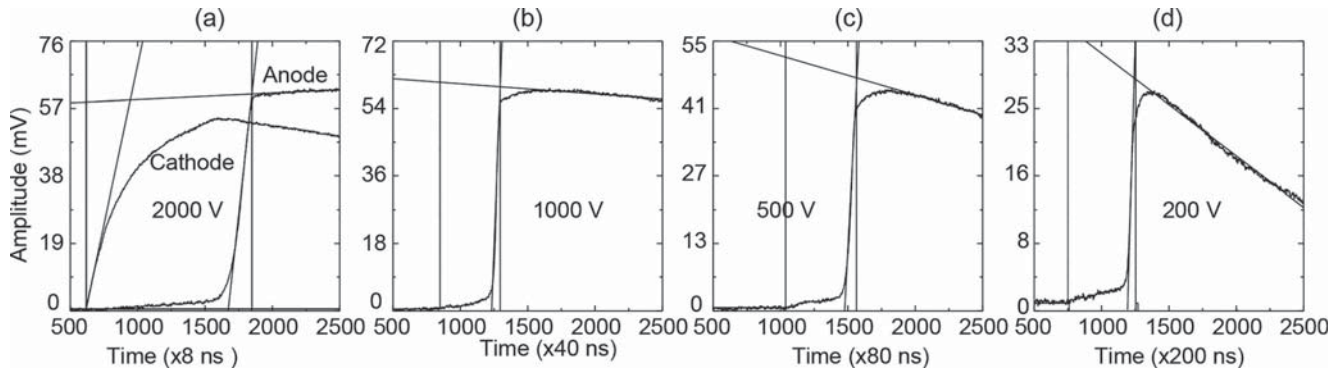 (a)
(b)
(c)
(d)
Amplitude (mV)
76
57
38
19
0
Anode
Cathode
2000 V
500 1000 1500 2000 2500
Time (x8 ns )
72
54
36
18
0
1000 V
500 1000 1500 2000 2500
Time (x40 ns)
55
41
27
13
0
500 V
500 1000 1500 2000 2500
Time (x80 ns)
33
25
16
8
0
200 V
500 1000 1500 2000 2500
Time (x200 ns)